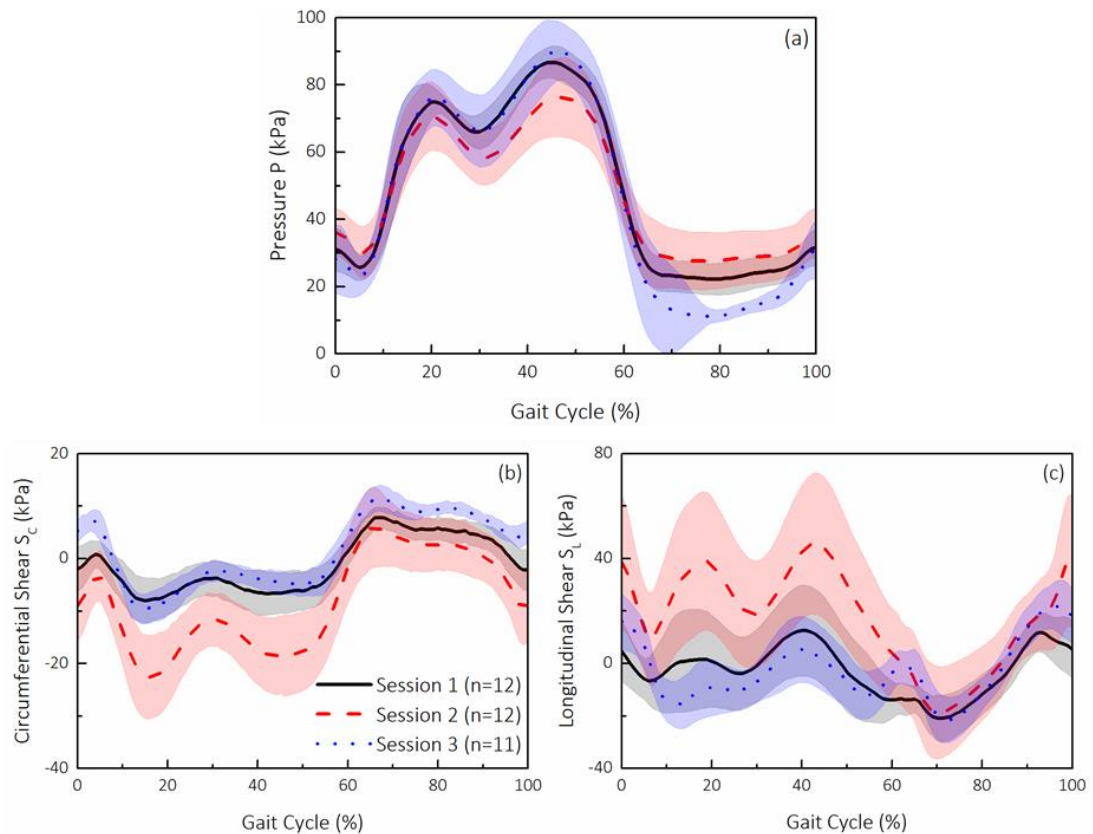 (a)
Pressure P (kPa)
100
80
60
40
20
0
0 20 40 60 80 100
Gait Cycle (%)
(b)
Circumferential Shear S_C (kPa)
20
0
-20
-40
Session 1 (n=12)
Session 2 (n=12)
Session 3 (n=11)
0 20 40 60 80 100
Gait Cycle (%)
(c)
Longitudinal Shear S_L (kPa)
80
40
0
-40
0 20 40 60 80 100
Gait Cycle (%)